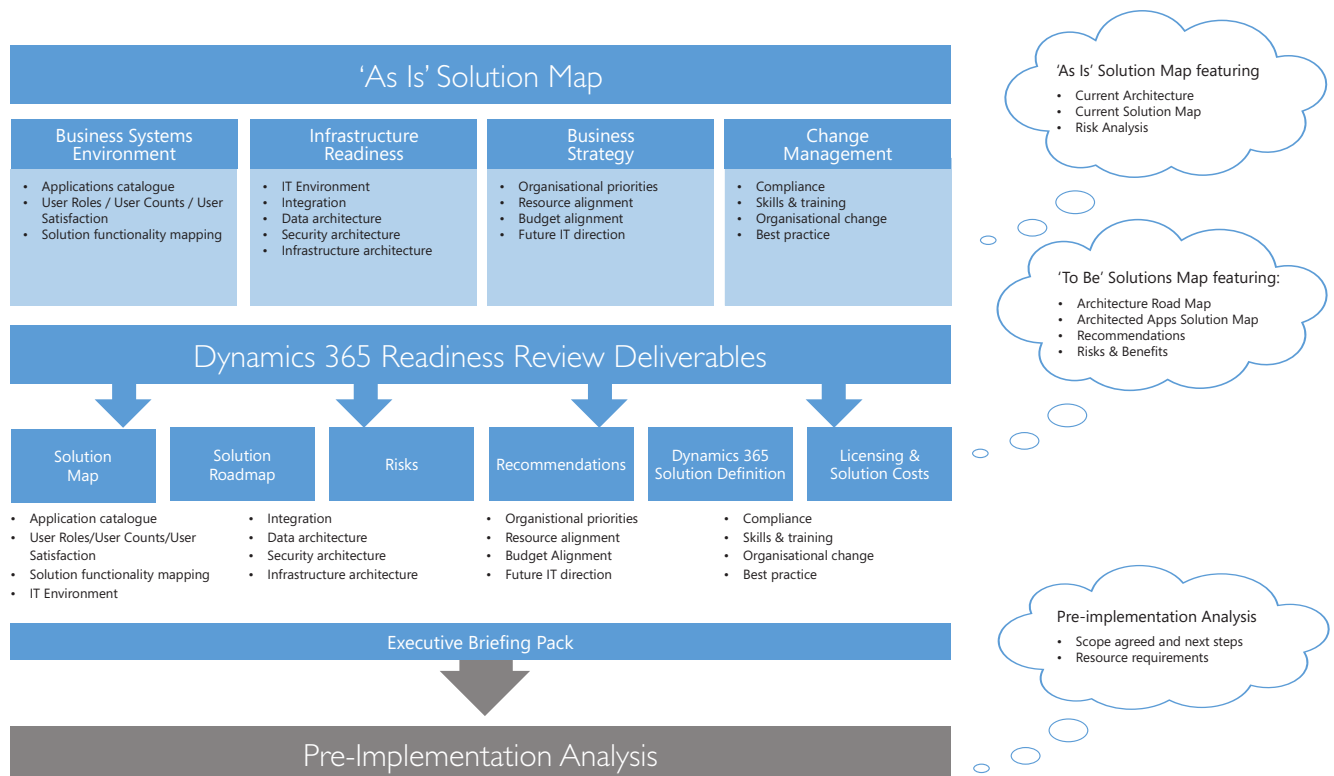 'As Is' Solution Map
Business Systems
Environment
• Applications catalogue
• User Roles / User Counts / User
Satisfaction
• Solution functionality mapping
Infrastructure
Readiness
• IT Environment
• Integration
• Data architecture
• Security architecture
• Infrastructure architecture
Business
Strategy
• Organisational priorities
• Resource alignment
• Budget alignment
• Future IT direction
Change
Management
• Compliance
• Skills & training
• Organisational change
• Best practice
Dynamics 365 Readiness Review Deliverables
Solution
Map
Solution
Roadmap
Risks
Recommendations
Dynamics 365
Solution Definition
Licensing &
Solution Costs
• Application catalogue
• User Roles/User Counts/User
Satisfaction
• Solution functionality mapping
• IT Environment
• Integration
• Data architecture
• Security architecture
• Infrastructure architecture
• Organistional priorities
• Resource alignment
• Budget Alignment
• Future IT direction
• Compliance
• Skills & training
• Organisational change
• Best practice
Executive Briefing Pack
Pre-Implementation Analysis
'As Is' Solution Map featuring
• Current Architecture
• Current Solution Map
• Risk Analysis
'To Be' Solutions Map featuring:
• Architecture Road Map
• Architected Apps Solution Map
• Recommendations
• Risks & Benefits
Pre-implementation Analysis
• Scope agreed and next steps
• Resource requirements